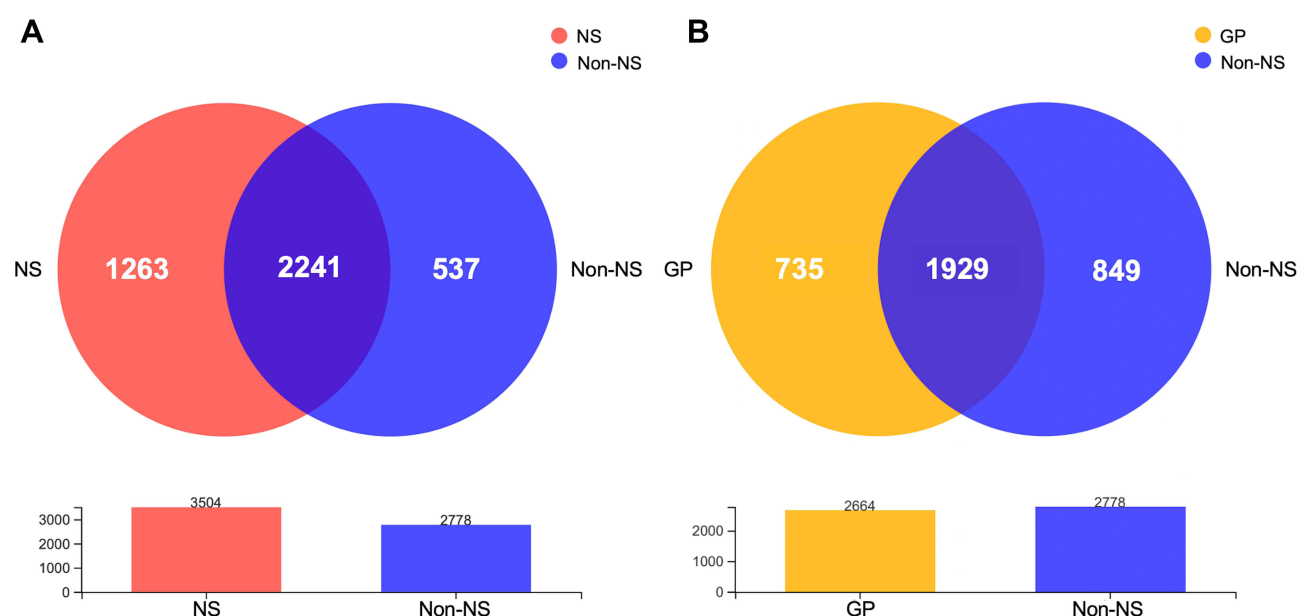 A
NS
Non-NS
NS
1263
2241
537
Non-NS
3504
2778
3000
2000
1000
0
NS
Non-NS
B
GP
Non-NS
GP
735
1929
849
Non-NS
2664
2778
2000
1000
0
GP
Non-NS